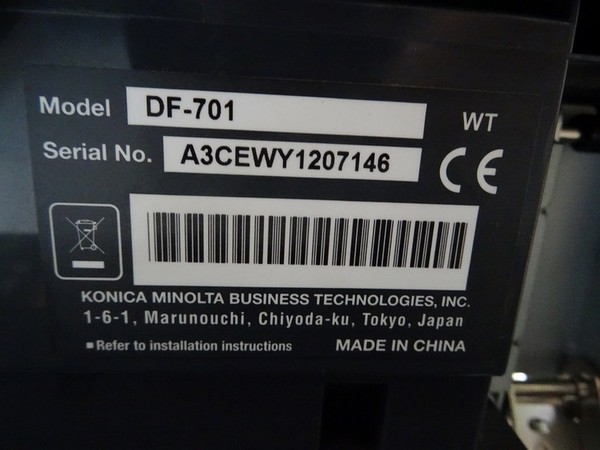 Model DF-701 WT
Serial No. A3CEWY1207146
CE
KONICA MINOLTA BUSINESS TECHNOLOGIES, INC.
1-6-1, Marunouchi, Chiyoda-ku, Tokyo, Japan
▪Refer to installation instructions MADE IN CHINA